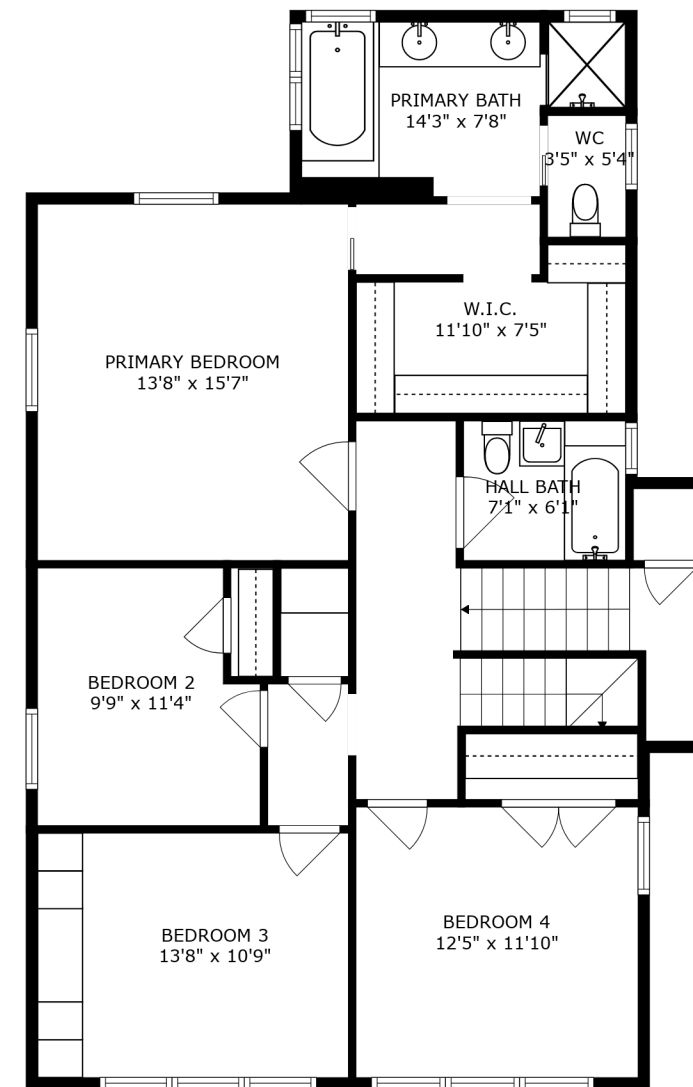 PRIMARY BATH
14'3" x 7'8"
WC
3'5" x 5'4"
W.I.C.
11'10" x 7'5"
PRIMARY BEDROOM
13'8" x 15'7"
HALL BATH
7'1" x 6'1"
BEDROOM 2
9'9" x 11'4"
BEDROOM 3
13'8" x 10'9"
BEDROOM 4
12'5" x 11'10"